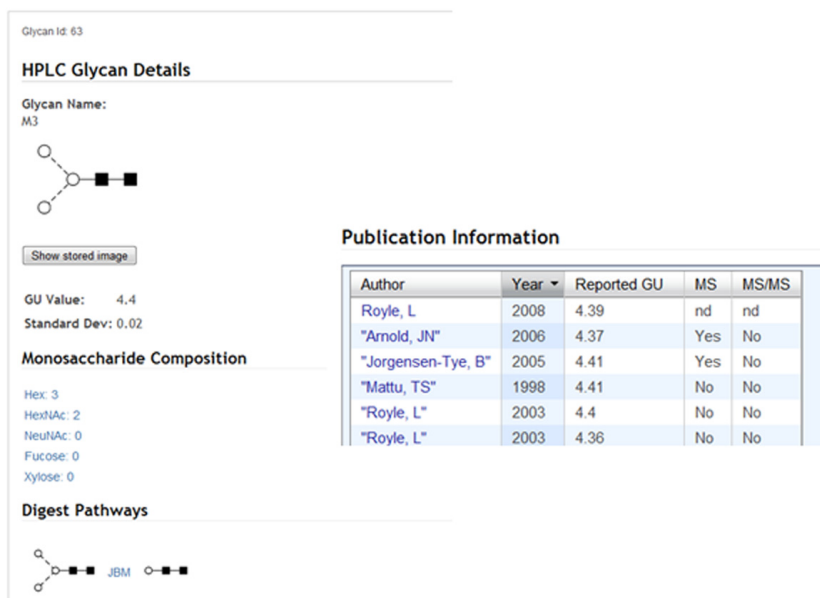 Glycan Id: 63
HPLC Glycan Details
Glycan Name:
M3
Show stored image
GU Value: 4.4
Standard Dev: 0.02
Monosaccharide Composition
Hex: 3
HexNAc: 2
NeuNAc: 0
Fucose: 0
Xylose: 0
Digest Pathways
JBM
Publication Information
Author Year Reported GU MS MS/MS
Royle, L 2008 4.39 nd nd
"Arnold, JN" 2006 4.37 Yes No
"Jorgensen-Tye, B" 2005 4.41 Yes No
"Mattu, TS" 1998 4.41 No No
"Royle, L" 2003 4.4 No No
"Royle, L" 2003 4.36 No No